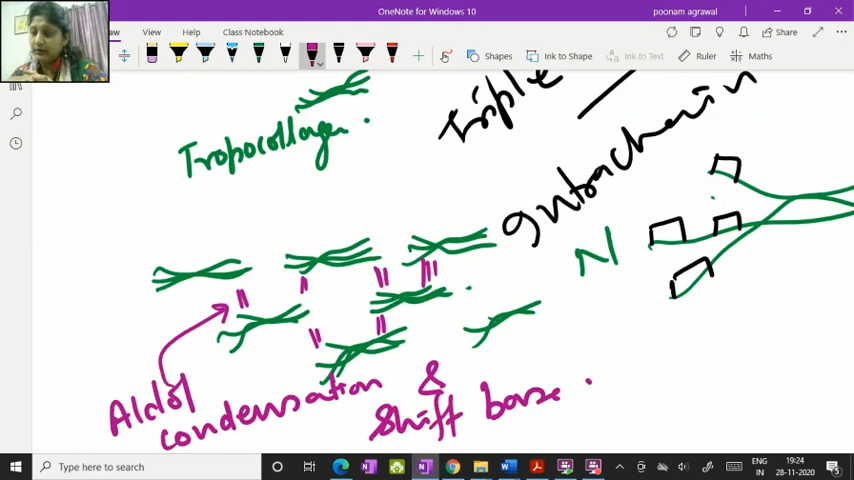 OneNote for Windows 10
poonam agrawal
View Help Class Notebook
Share
Shapes
Ink to Shape
Ink to Text
Ruler
Maths
Triple
Tropocollagen.
Intrachain
N
Aldol
condensation &
Shiff base.
Type here to search
ENG
IN
19:24
28-11-2020
5